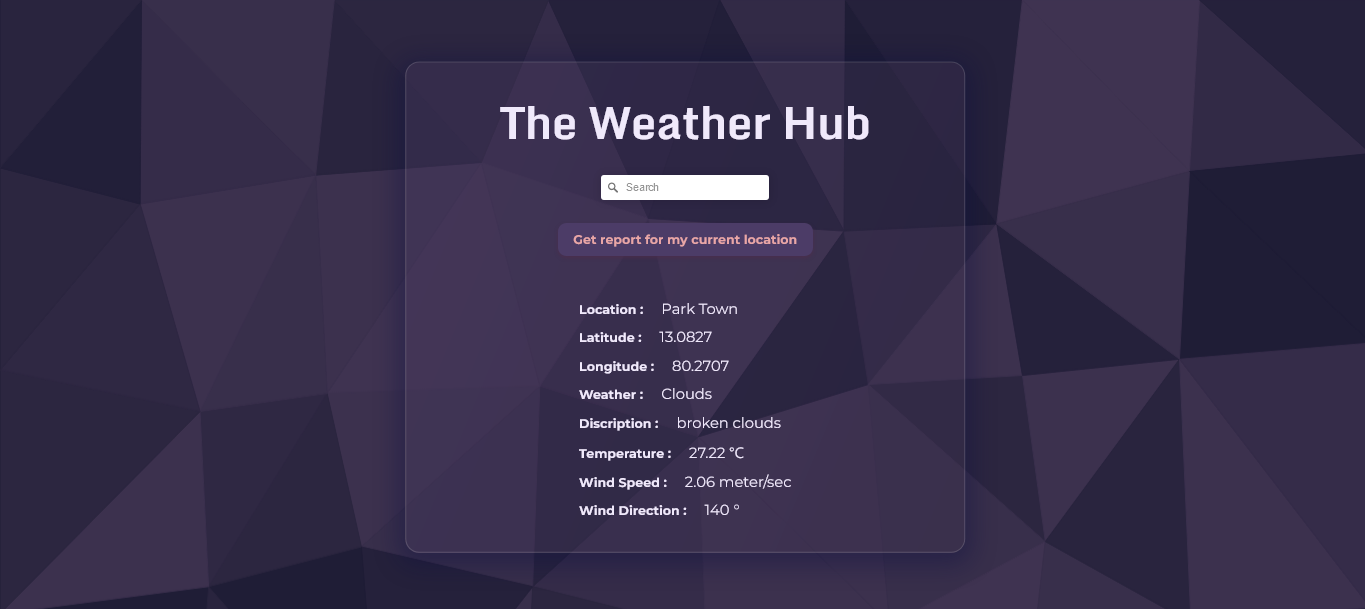 The Weather Hub
Search
Get report for my current location
Location : Park Town
Latitude : 13.0827
Longitude : 80.2707
Weather : Clouds
Discription : broken clouds
Temperature : 27.22 ℃
Wind Speed : 2.06 meter/sec
Wind Direction : 140 °